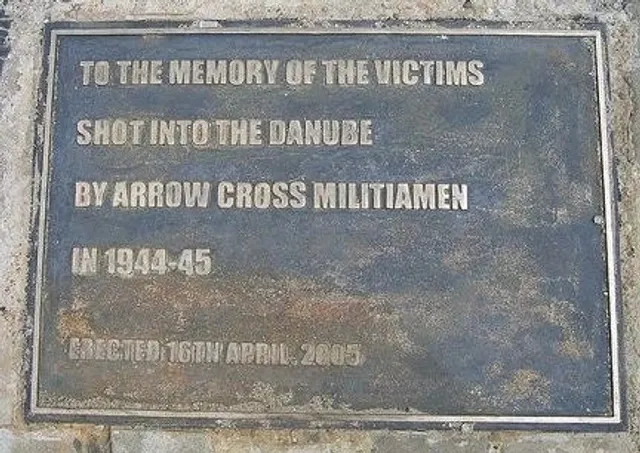 TO THE MEMORY OF THE VICTIMS
SHOT INTO THE DANUBE
BY ARROW CROSS MILITIAMEN
IN 1944-45
ERECTED 16TH APRIL, 2005